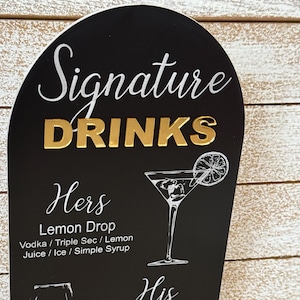 Signature
DRINKS
Hers
Lemon Drop
Vodka / Triple Sec / Lemon
Juice / Ice / Simple Syrup
His